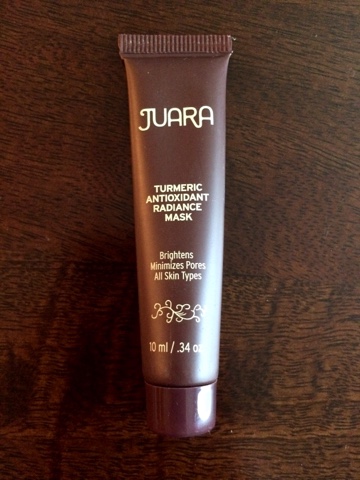 JUARA
TURMERIC
ANTIOXIDANT
RADIANCE
MASK
Brightens
Minimizes Pores
All Skin Types
10 ml / .34 oz